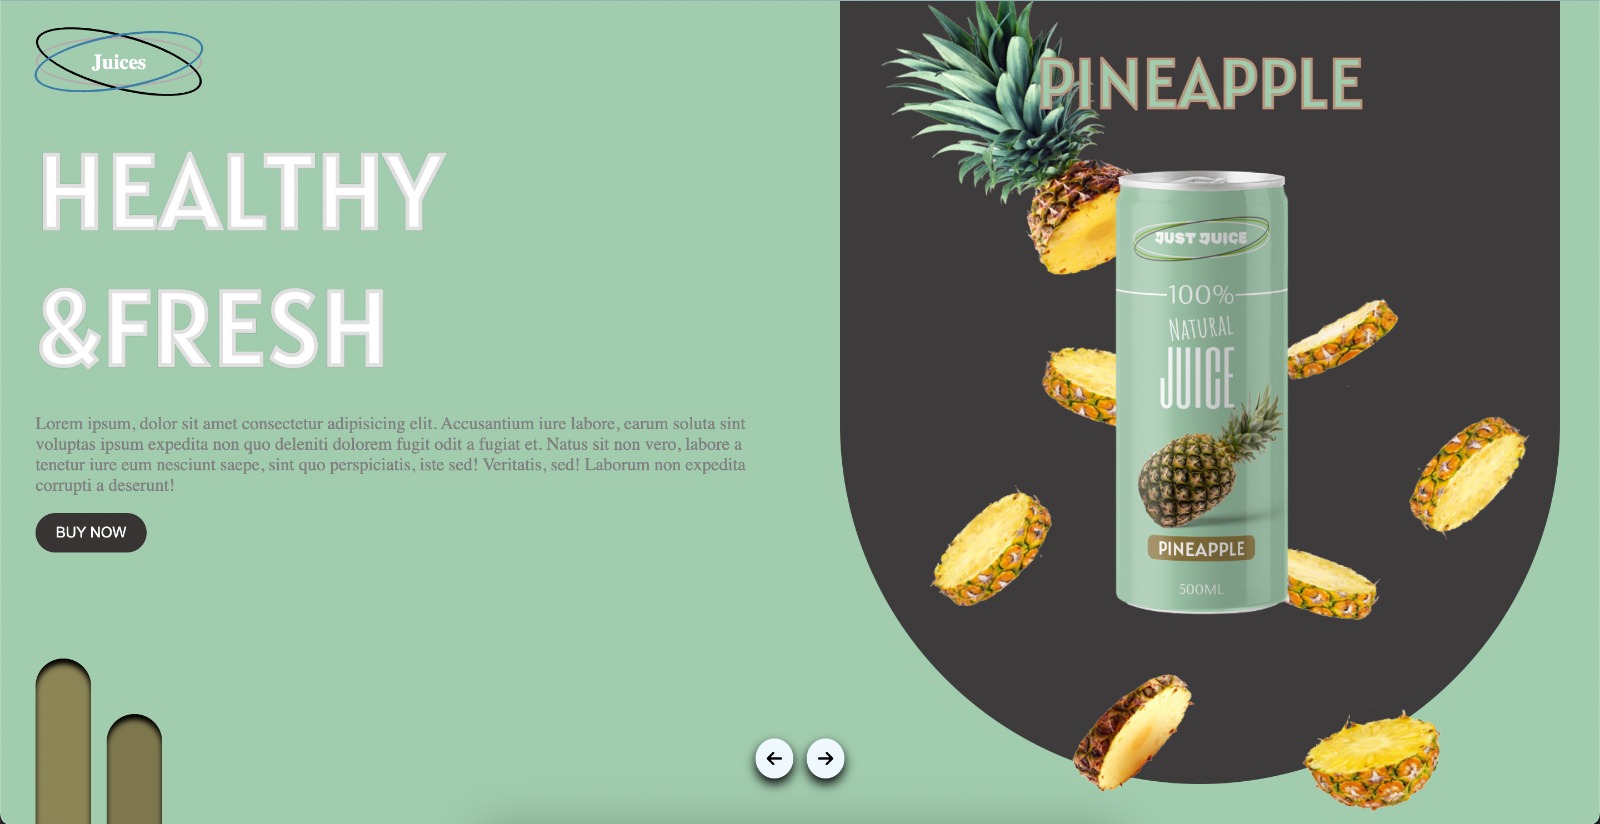 Juices
HEALTHY
&FRESH
Lorem ipsum, dolor sit amet consectetur adipisicing elit. Accusantium iure labore, earum soluta sint
voluptas ipsum expedita non quo deleniti dolorem fugit odit a fugiat et. Natus sit non vero, labore a
tenetur iure eum nesciunt saepe, sint quo perspiciatis, iste sed! Veritatis, sed! Laborum non expedita
corrupti a deserunt!
BUY NOW
PINEAPPLE
JUST JUICE
100%
NATURAL
JUICE
PINEAPPLE
500ML